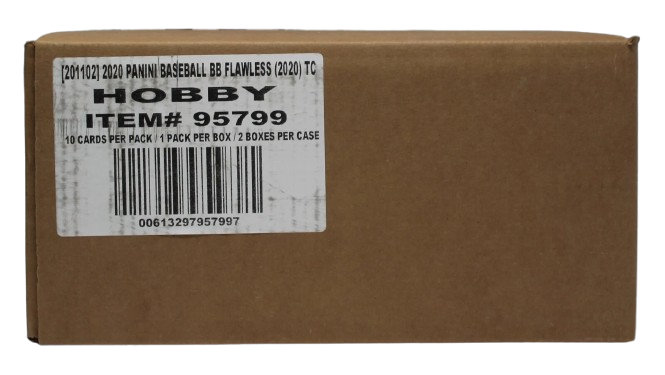 [201102] 2020 PANINI BASEBALL BB FLAWLESS (2020) TC
HOBBY
ITEM# 95799
10 CARDS PER PACK / 1 PACK PER BOX / 2 BOXES PER CASE
00613297957997